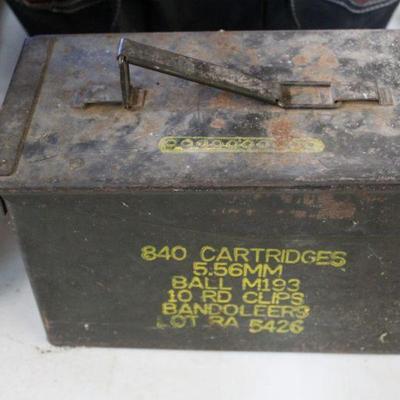 840 CARTRIDGES
5.56MM
BALL M193
10 RD CLIPS
BANDOLEERS
LOT RA 5426